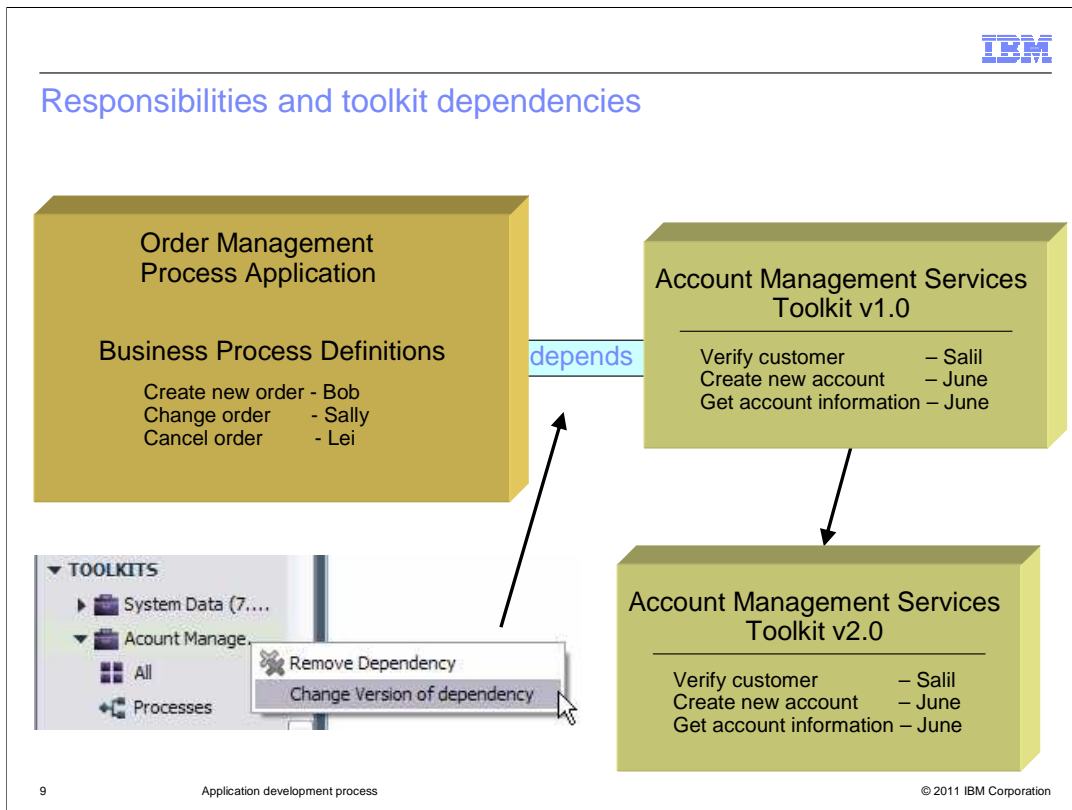 IBM
Responsibilities and toolkit dependencies
Order Management
Process Application
Business Process Definitions
Create new order - Bob
Change order - Sally
Cancel order - Lei
depends
Account Management Services
Toolkit v1.0
Verify customer – Salil
Create new account – June
Get account information – June
TOOLKITS
System Data (7....
Acount Manage.
All
Processes
Remove Dependency
Change Version of dependency
Account Management Services
Toolkit v2.0
Verify customer – Salil
Create new account – June
Get account information – June
9 Application development process © 2011 IBM Corporation